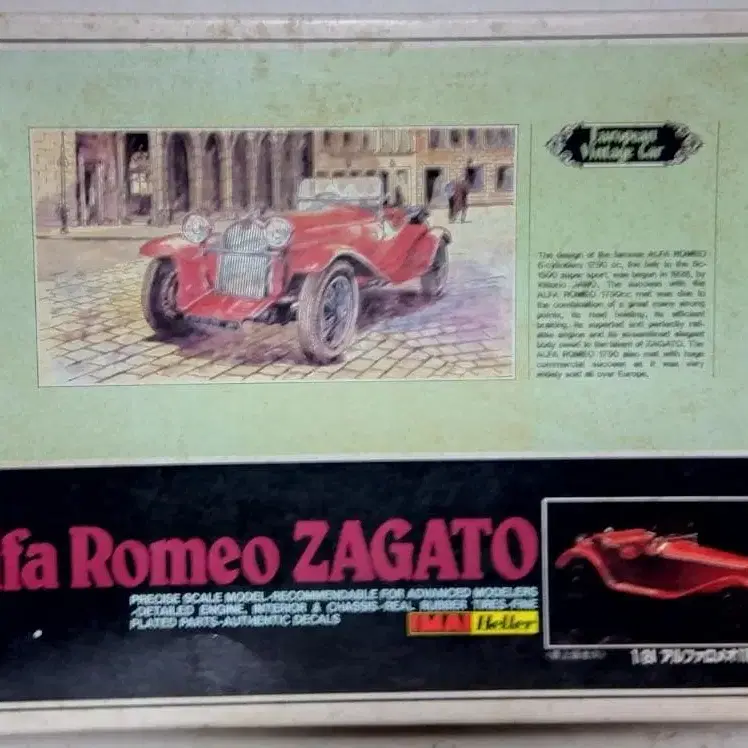 European
Vintage Car
The design of the famous ALFA ROMEO
6-cylinders 1750 cc, the heir to the 6c-
1500 super sport, was begun in 1928, by
Vittorio JANO. The success with the
ALFA ROMEO 1750cc met was due to
the combination of a great many strong
points, its road holding, its efficient
braking, its superied and perfectly reli-
able engine and its streamlined elegant
body owed to the talent of ZAGATO. The
ALFA ROMEO 1750 also met with huge
commercial success as it was very
widely sold all over Europe.
fa Romeo ZAGATO
PRECISE SCALE MODEL-RECOMMENDABLE FOR ADVANCED MODELERS
-DETAILED ENGINE, INTERIOR & CHASSIS-REAL RUBBER TIRES-FINE
PLATED PARTS-AUTHENTIC DECALS
Heller
アルファロメオ